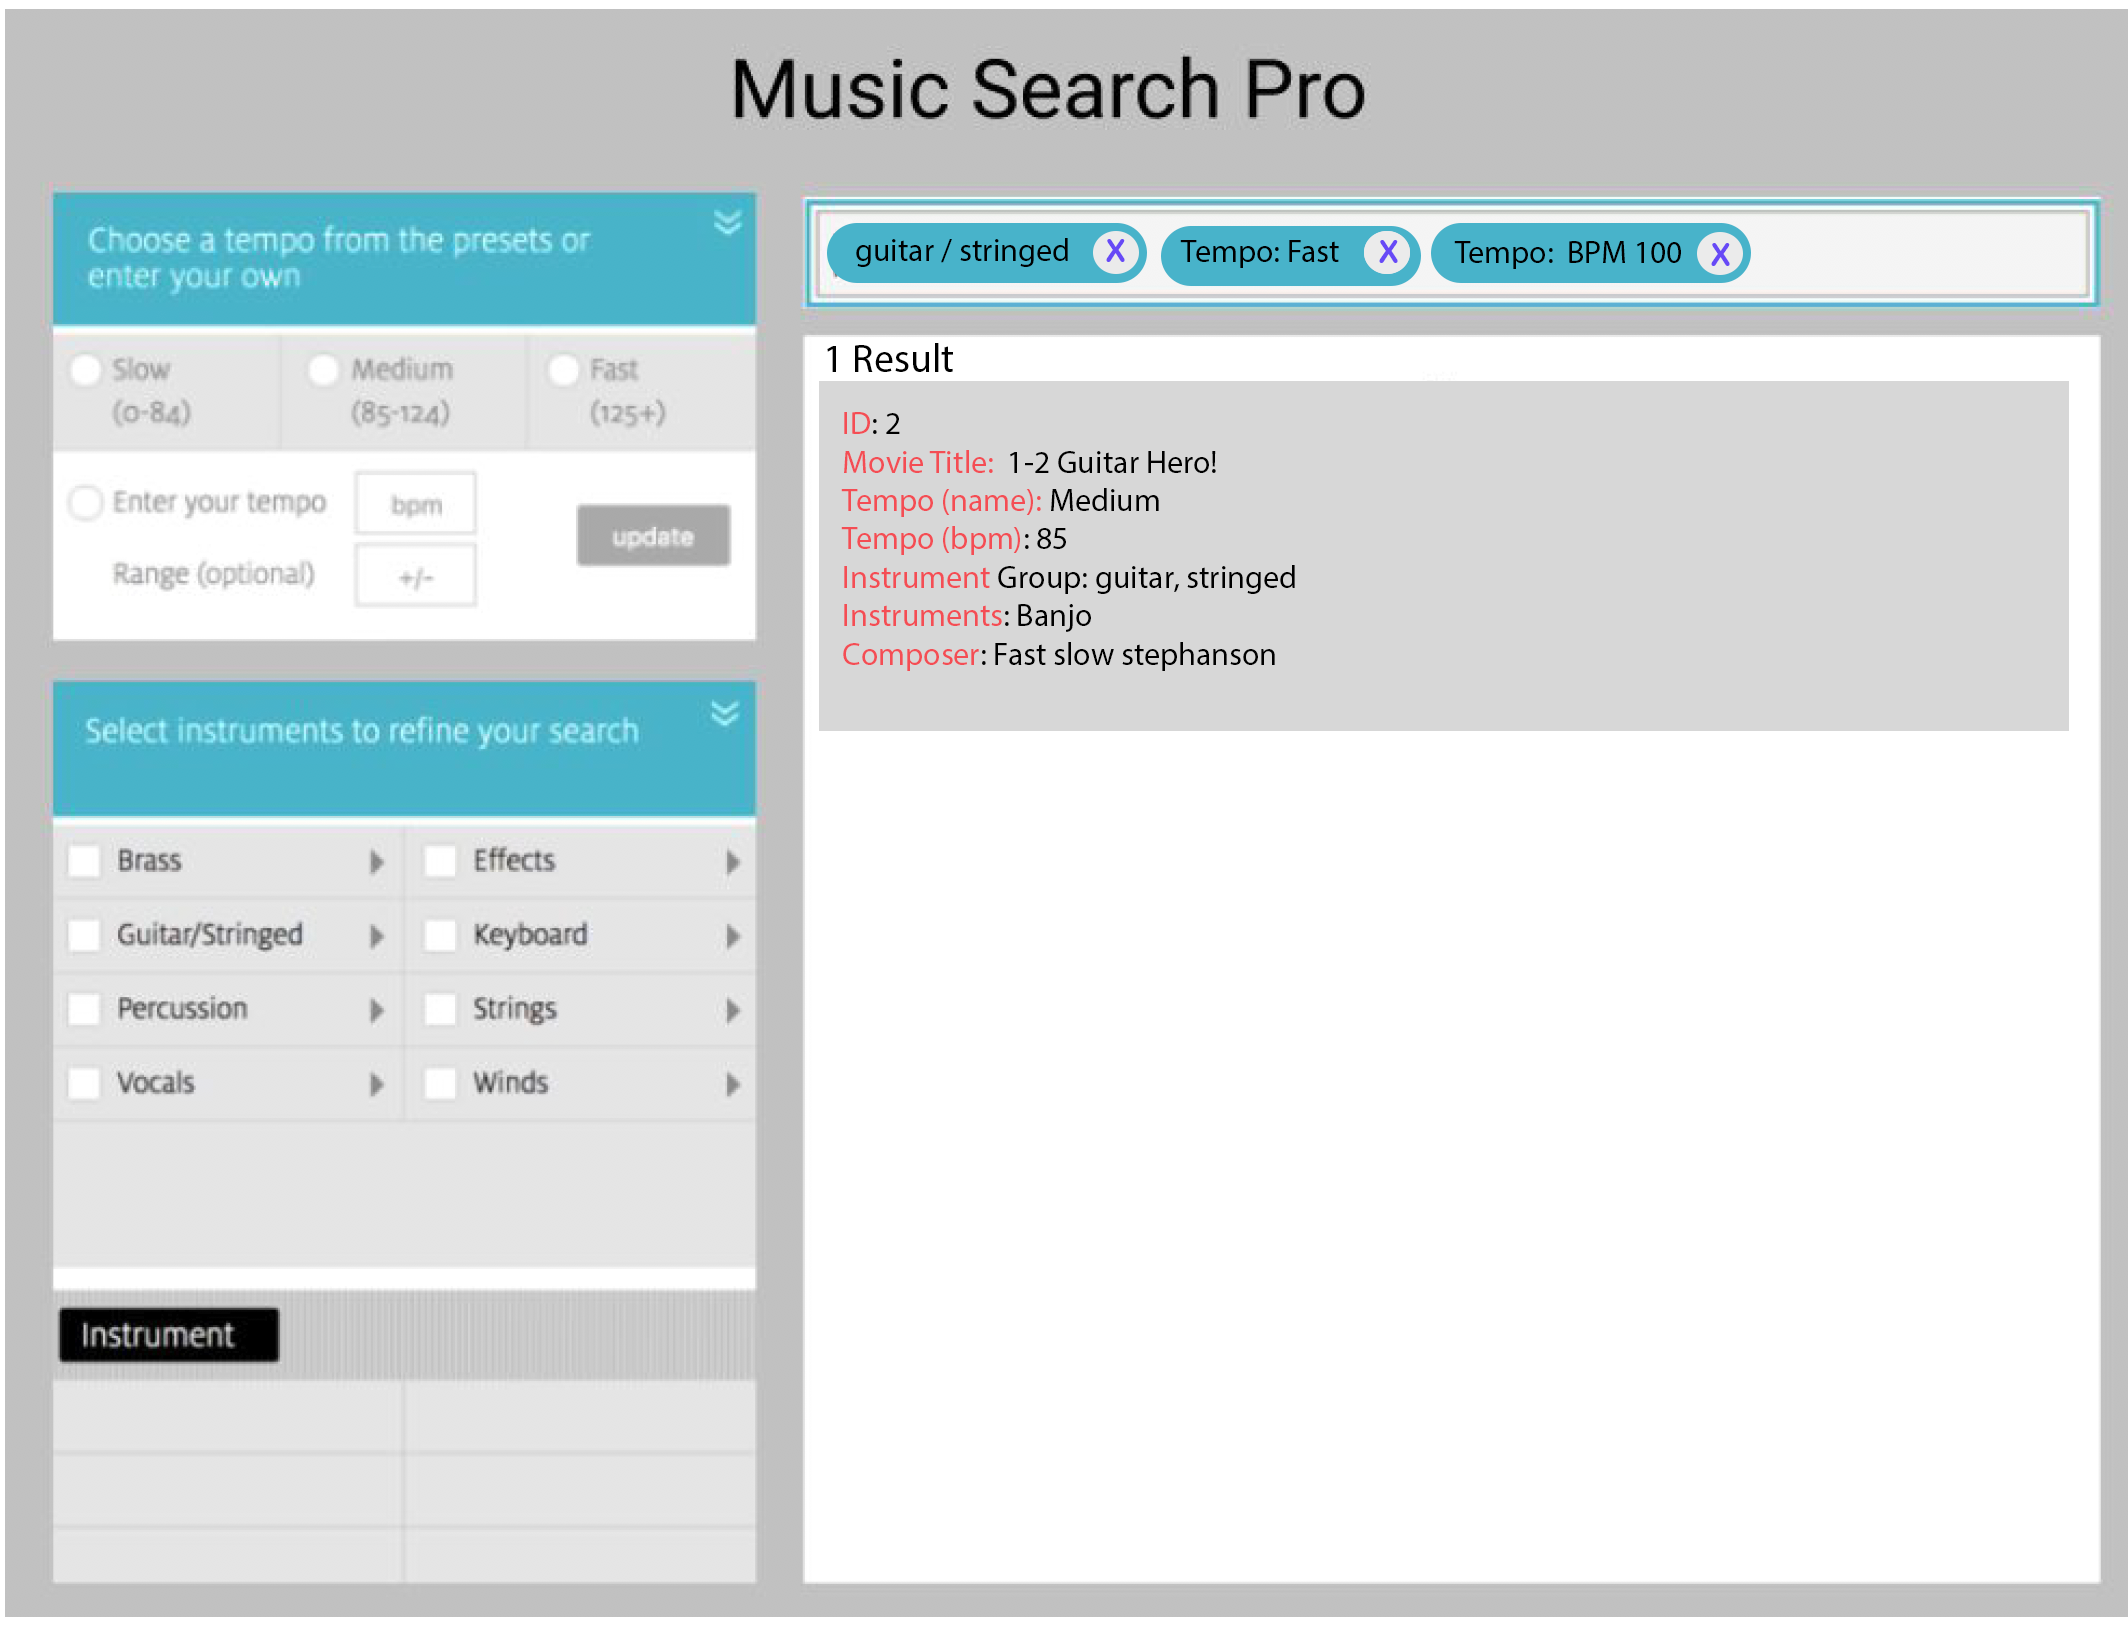 Music Search Pro
Choose a tempo from the presets or
enter your own
Slow
(0-84)
Medium
(85-124)
Fast
(125+)
Enter your tempo
bpm
Range (optional)
+/-
update
Select instruments to refine your search
Brass
Effects
Guitar/Stringed
Keyboard
Percussion
Strings
Vocals
Winds
Instrument
guitar / stringed X
Tempo: Fast X
Tempo: BPM 100 X
1 Result
ID: 2
Movie Title: 1-2 Guitar Hero!
Tempo (name): Medium
Tempo (bpm): 85
Instrument Group: guitar, stringed
Instruments: Banjo
Composer: Fast slow stephanson